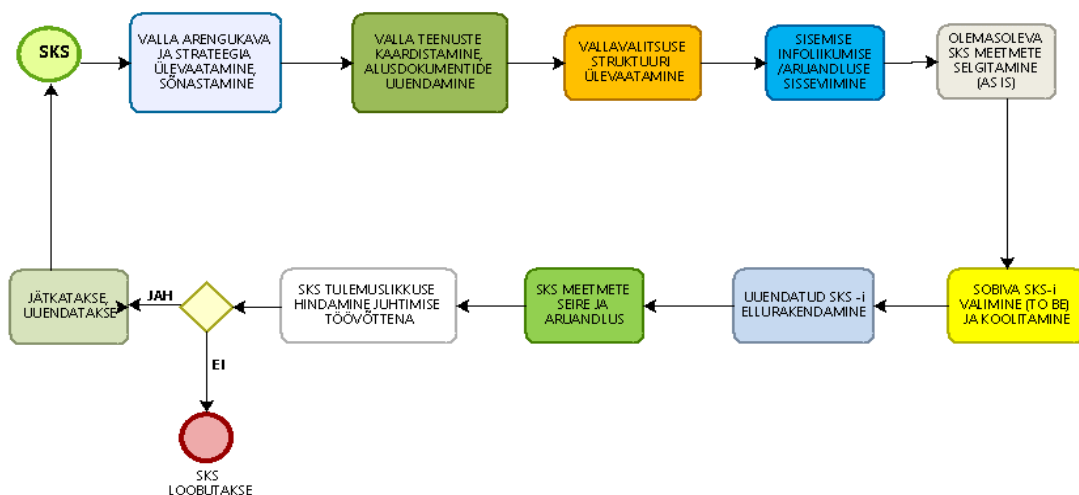 SKS
VALLA ARENGUKAVA
JA STRATEEGIA
ÜLEVAATAMINE,
SÕNASTAMINE
VALLA TEENUSTE
KAARDISTAMINE,
ALUSDOKUMENTIDE
UUENDAMINE
VALLAVALITSUSE
STRUKTUURI
ÜLEVAATAMINE
SISEMISE
INFOLIIKUMISE
/ARUANDLUSE
SISSEVIIMINE
OLEMASOLEVA
SKS MEETMETE
SELGITAMINE
(AS IS)
JÄTKATAKSE,
UUENDATAKSE
JAH
EI
SKS TULEMUSLIKKUSE
HINDAMINE JUHTIMISE
TÖÖVÕTTENA
SKS MEETMETE
SEIRE JA
ARUANDLUS
UUENDATUD SKS -i
ELLURAKENDAMINE
SOBIVA SKS-i
VALIMINE (TO BE)
JA KOOLITAMINE
SKS
LOOBUTAKSE